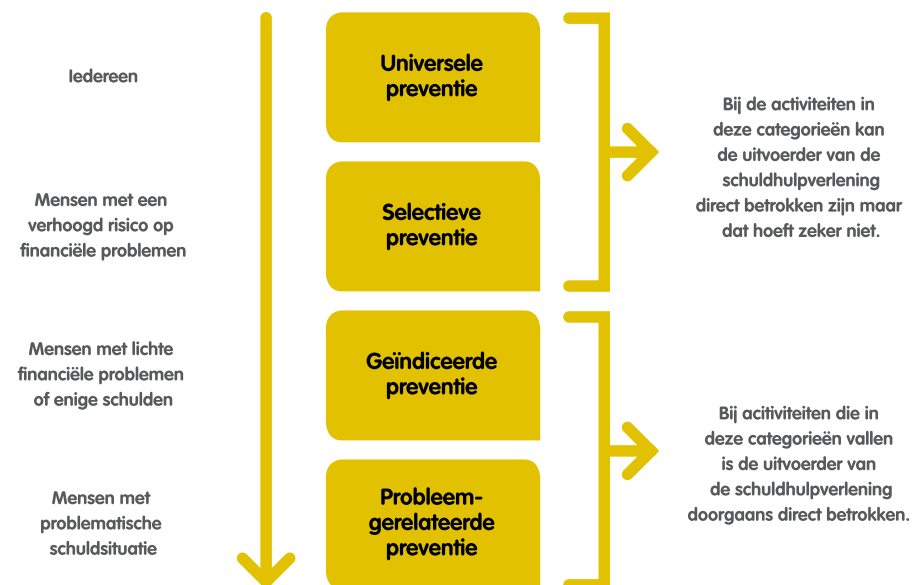 Iedereen
Universele
preventie
Mensen met een
verhoogd risico op
financiële problemen
Selectieve
preventie
Bij de activiteiten in
deze categorieën kan
de uitvoerder van de
schuldhulpverlening
direct betrokken zijn maar
dat hoeft zeker niet.
Mensen met lichte
financiële problemen
of enige schulden
Geïndiceerde
preventie
Mensen met
problematische
schuldsituatie
Probleem-
gerelateerde
preventie
Bij acitiviteiten die in
deze categorieën vallen
is de uitvoerder van
de schuldhulpverlening
doorgaans direct betrokken.